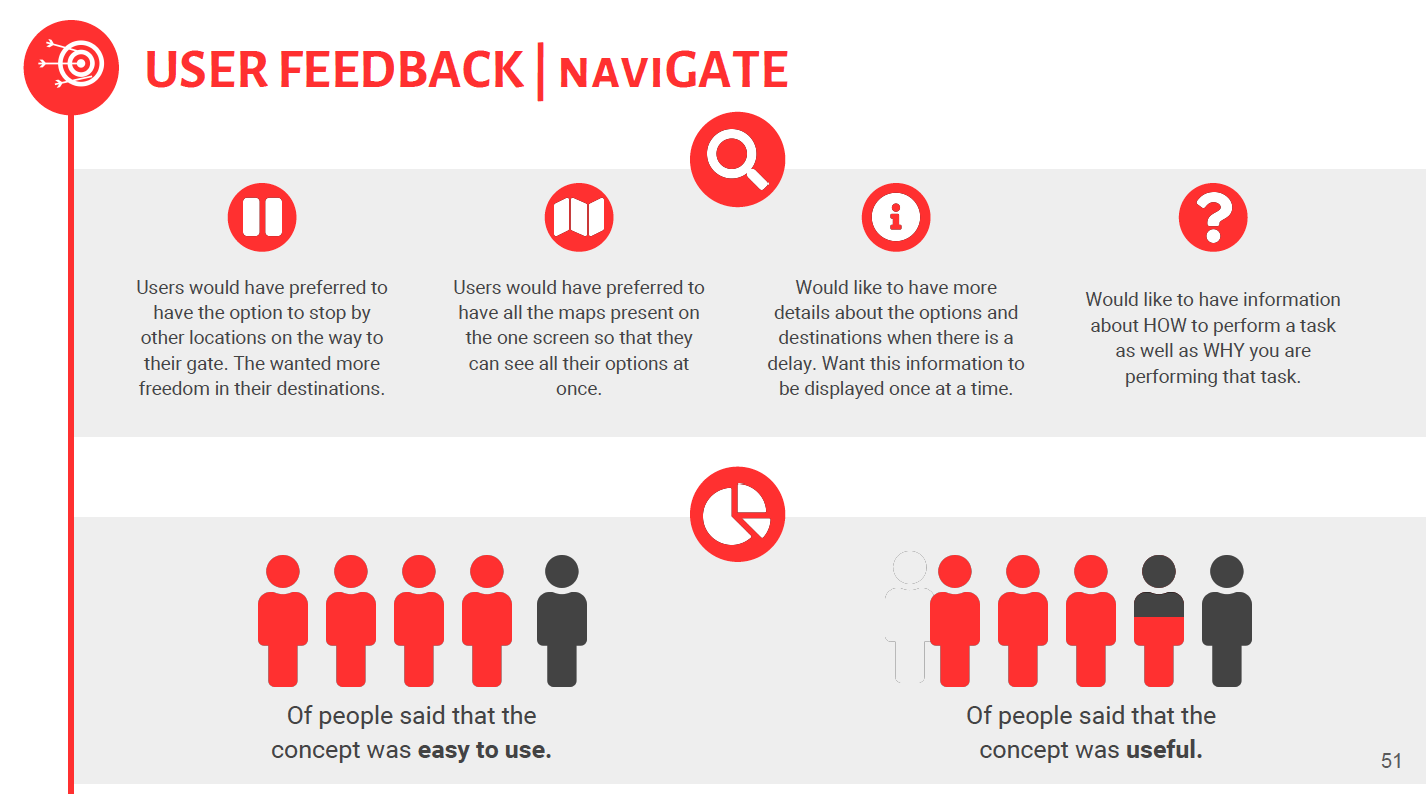 USER FEEDBACK | NAVIGATE
Users would have preferred to
have the option to stop by
other locations on the way to
their gate. The wanted more
freedom in their destinations.
Users would have preferred to
have all the maps present on
the one screen so that they
can see all their options at
once.
Would like to have more
details about the options and
destinations when there is a
delay. Want this information to
be displayed once at a time.
Would like to have information
about HOW to perform a task
as well as WHY you are
performing that task.
Of people said that the
concept was easy to use.
Of people said that the
concept was useful.
51